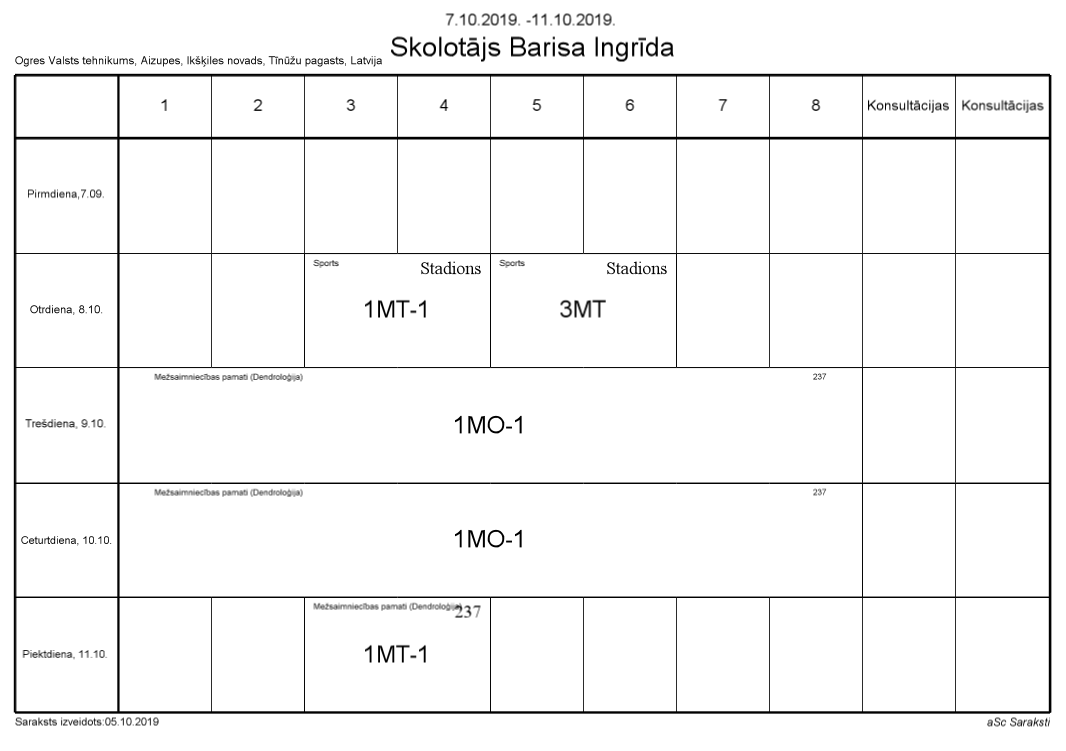 7.10.2019. -11.10.2019.
Skolotājs Barisa Ingrīda
Ogres Valsts tehnikums, Aizupes, Ikšķiles novads, Tīnūžu pagasts, Latvija
1 2 3 4 5 6 7 8 Konsultācijas Konsultācijas
Pirmdiena,7.09.
Sports Stadions Sports Stadions
Otrdiena, 8.10. 1MT-1 3MT
Mežsaimniecības pamati (Dendroloģija) 237
Trešdiena, 9.10. 1MO-1
Mežsaimniecības pamati (Dendroloģija) 237
Ceturtdiena, 10.10. 1MO-1
Mežsaimniecības pamati (Dendroloģija) 237
Piektdiena, 11.10. 1MT-1
Saraksts izveidots:05.10.2019 aSc Saraksti